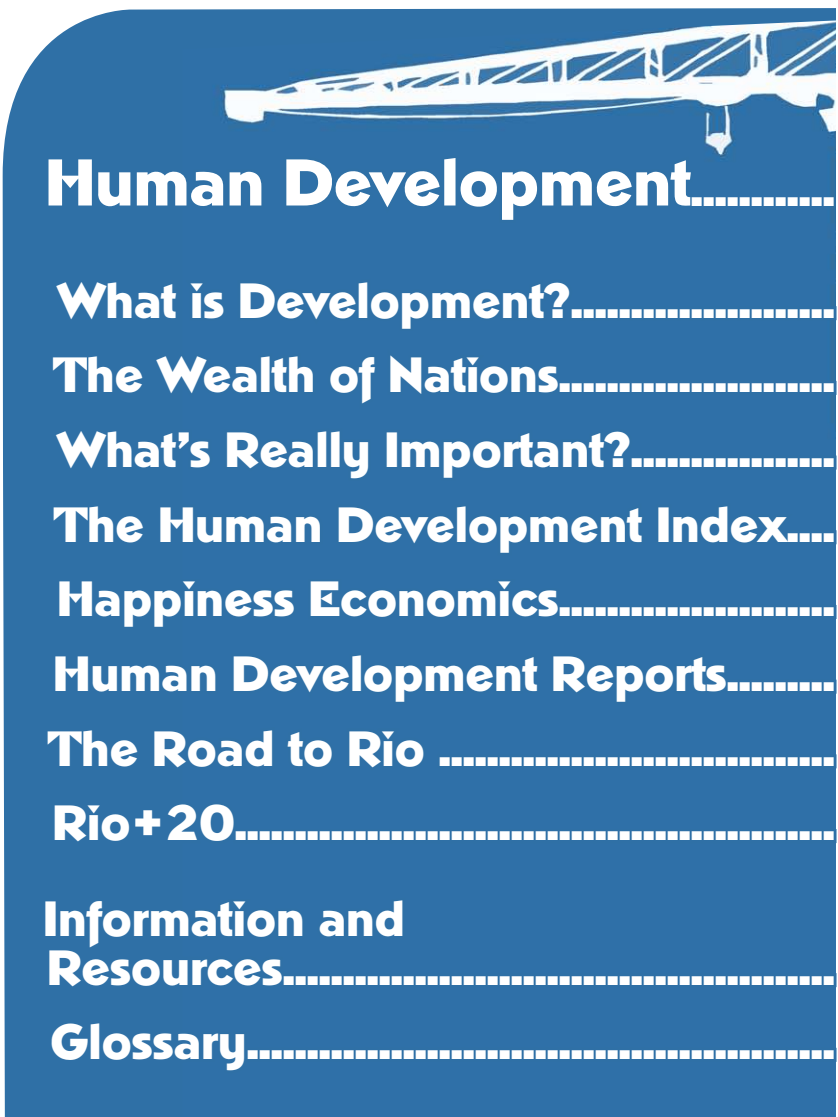 Human Development............
What is Development?......................
The Wealth of Nations.......................
What's Really Important?.................
The Human Development Index....
Happiness Economics.......................
Human Development Reports.........
The Road to Rio .................................
Rio+20..................................................
Information and
Resources..............................................
Glossary.................................................